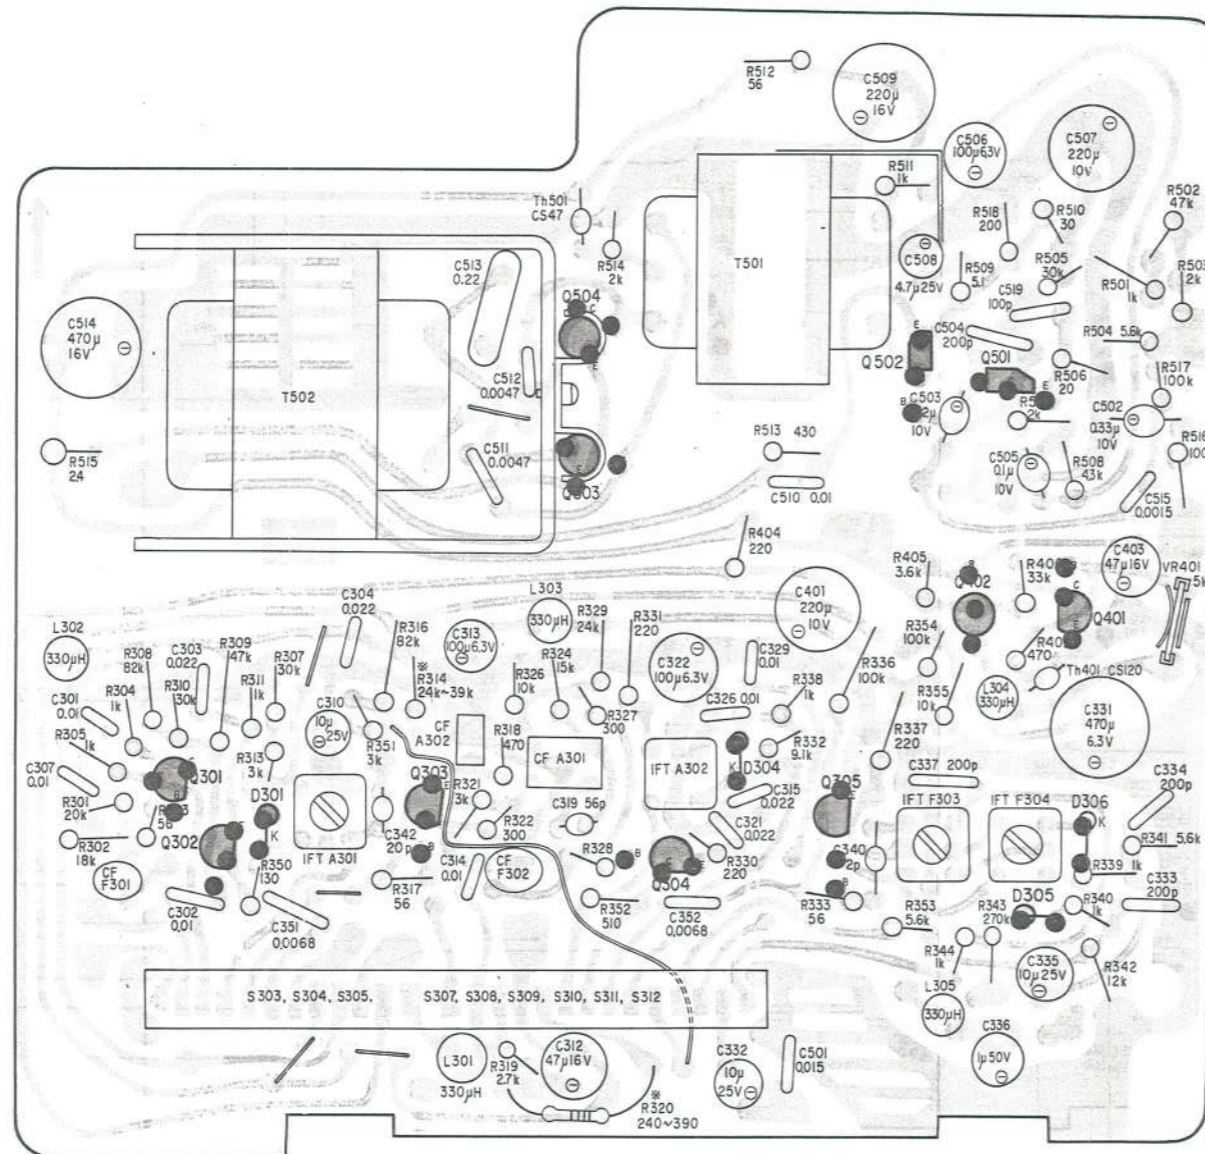 R512
56
C509
220µ
16V
⊖
C506
100µ6.3V
⊖
C507
220µ
10V
⊖
R511
1k
R502
47k
Th501
CS47
R518
200
R510
30
T501
C508
4.7µ25V
⊖
R509
5.1
R505
30k
R501
1k
R503
2k
C513
0.22
R514
2k
C519
100p
Q504
C
E
C514
470µ
16V
⊖
T502
C504
200p
R504 5.6k
E
Q502
Q501
R506
20
R517
100k
C512
0.0047
B
C503
10V
⊖
E
2k
C502
0.33µ
10V
⊖
R513 430
R516
100
R515
24
C511
0.0047
C505
0.1µ
10V
⊖
R508
4.3k
C510 0.01
C515
0.0015
R404
220
C403
47µ16V
⊖
VR401
5k
R405
3.6k
B
33k
C
Q401
C304
0.022
L303
330µH
R329
24k
R331
220
C401
220µ
10V
⊖
L302
330µH
R316
82k
C313
100µ6.3V
⊖
R354
100k
470
Th401 CS120
R308
82k
C303
0.022
R309
47k
R307
30k
※
R314
24k~39k
R324
15k
C322
100µ6.3V
⊖
C329
0.01
R336
100k
R304
1k
R310
130k
R311
11k
R326
10k
C326 0.01
R338
1k
R355
10k
L304
330µH
C331
470µ
6.3V
⊖
C301
0.01
R305
1k
C310
10µ
25V
⊖
R351
3k
CF
A302
R318
470
R327
300
R332
9.1k
R337
220
R313
3k
CF A301
IFT A302
K
D304
C307
0.01
Q301
Q303
E
R321
3k
C315
0.022
Q305
E
C337 200p
C334
200p
R301
20k
56
D301
K
C319 56p
IFT F303
IFT F304
D306
K
C342
20p
R322
300
C321
0.022
R302
18k
Q302
IFT A301
B
R341 5.6k
CF
F301
R350
130
C314
0.01
CF
F302
R328
B
R330
220
C340
R339
1k
Q304
E
R317
56
B
R333
56
D305
C333
200p
C302
0.01
C351
0.0068
R352
510
C352
0.0068
R353
5.6k
R343
270k
R340
1k
R344
1k
C335
10µ25V
⊖
R342
12k
S303, S304, S305, S307, S308, S309, S310, S311, S312
L305
330µH
C336
1µ50V
⊖
L301
330µH
R319
2.7k
C312
47µ16V
⊖
C332
10µ
25V⊖
C501
0.015
※
R320
240~390